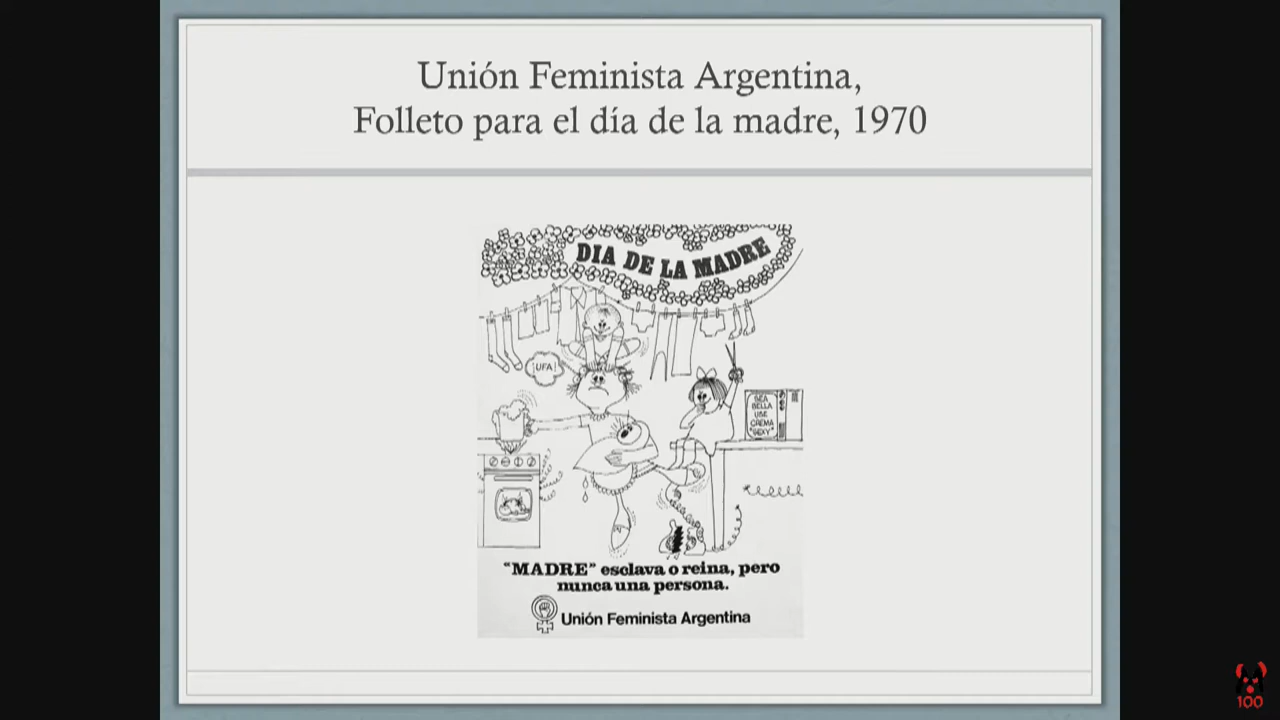 Unión Feminista Argentina,
Folleto para el día de la madre, 1970
DIA DE LA MADRE
¡UFA!
SEA
BELLA
USE
CREMA
"SEXY"
"MADRE" esclava o reina, pero
nunca una persona.
Unión Feminista Argentina
100